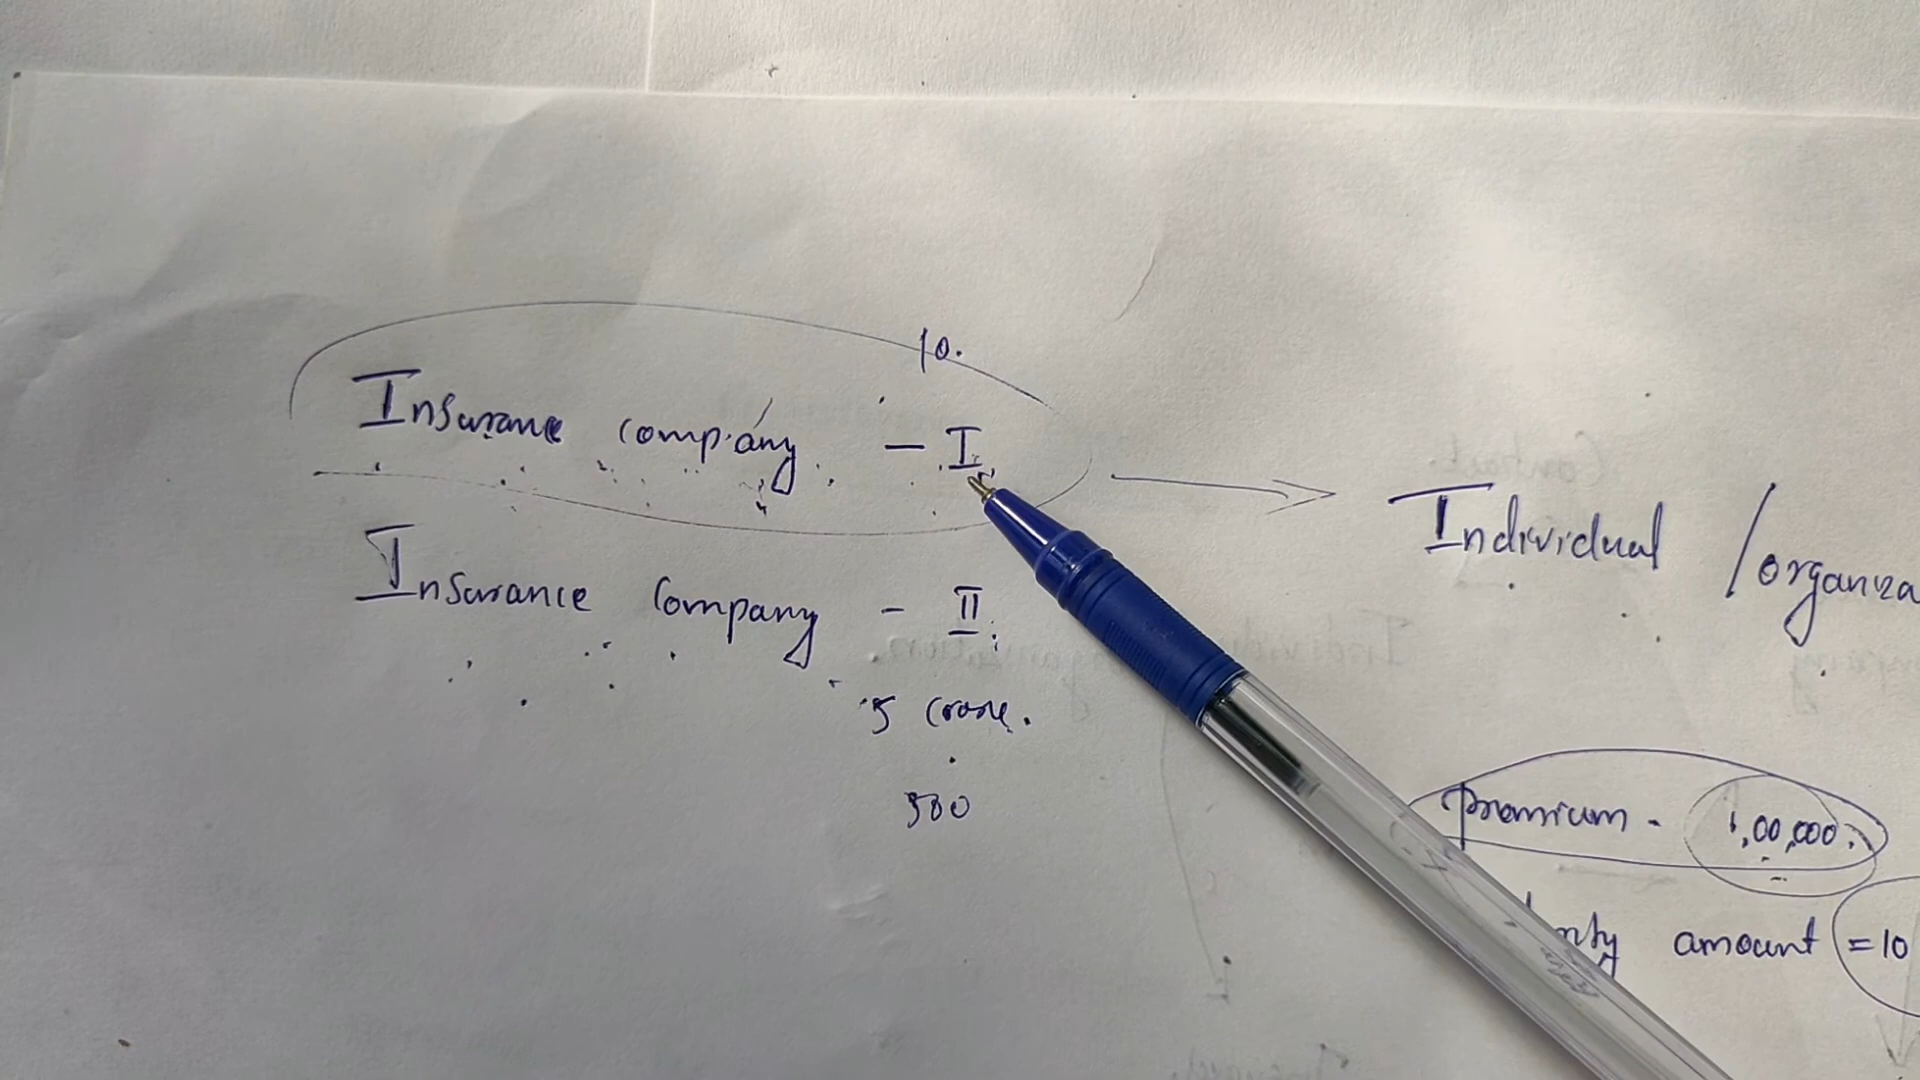 10.
Insurance company - I
Individual / organiza
Insurance Company - II
5 crore.
500
premium - 1,00,000.
amount = 10